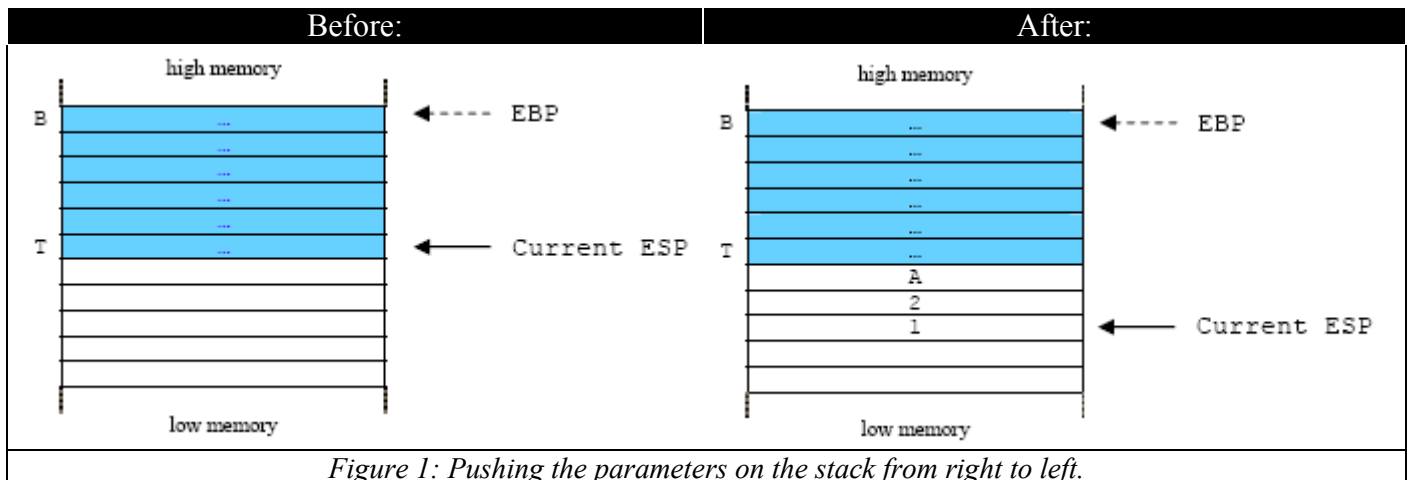 Before:
After:
high memory
B
...
EBP
...
...
...
...
T
...
Current ESP
low memory
high memory
B
...
EBP
...
...
...
...
T
...
A
2
1
Current ESP
low memory
Figure 1: Pushing the parameters on the stack from right to left.